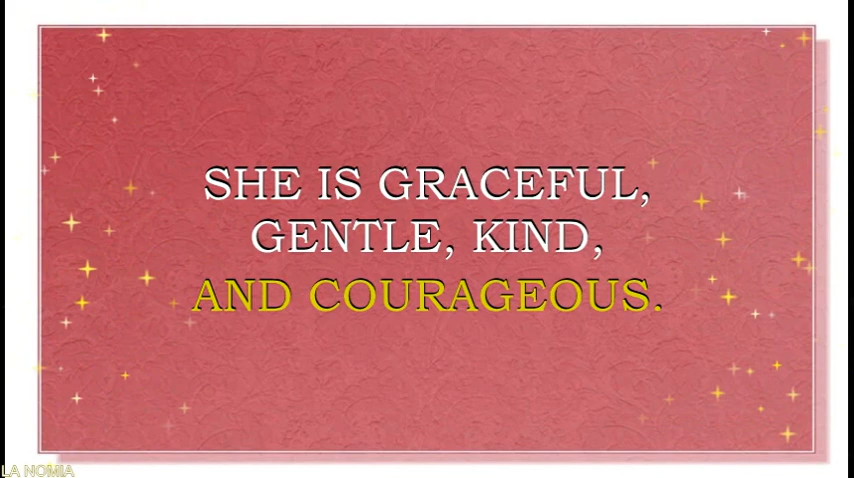 SHE IS GRACEFUL,
GENTLE, KIND,
AND COURAGEOUS.
LA NOMIA